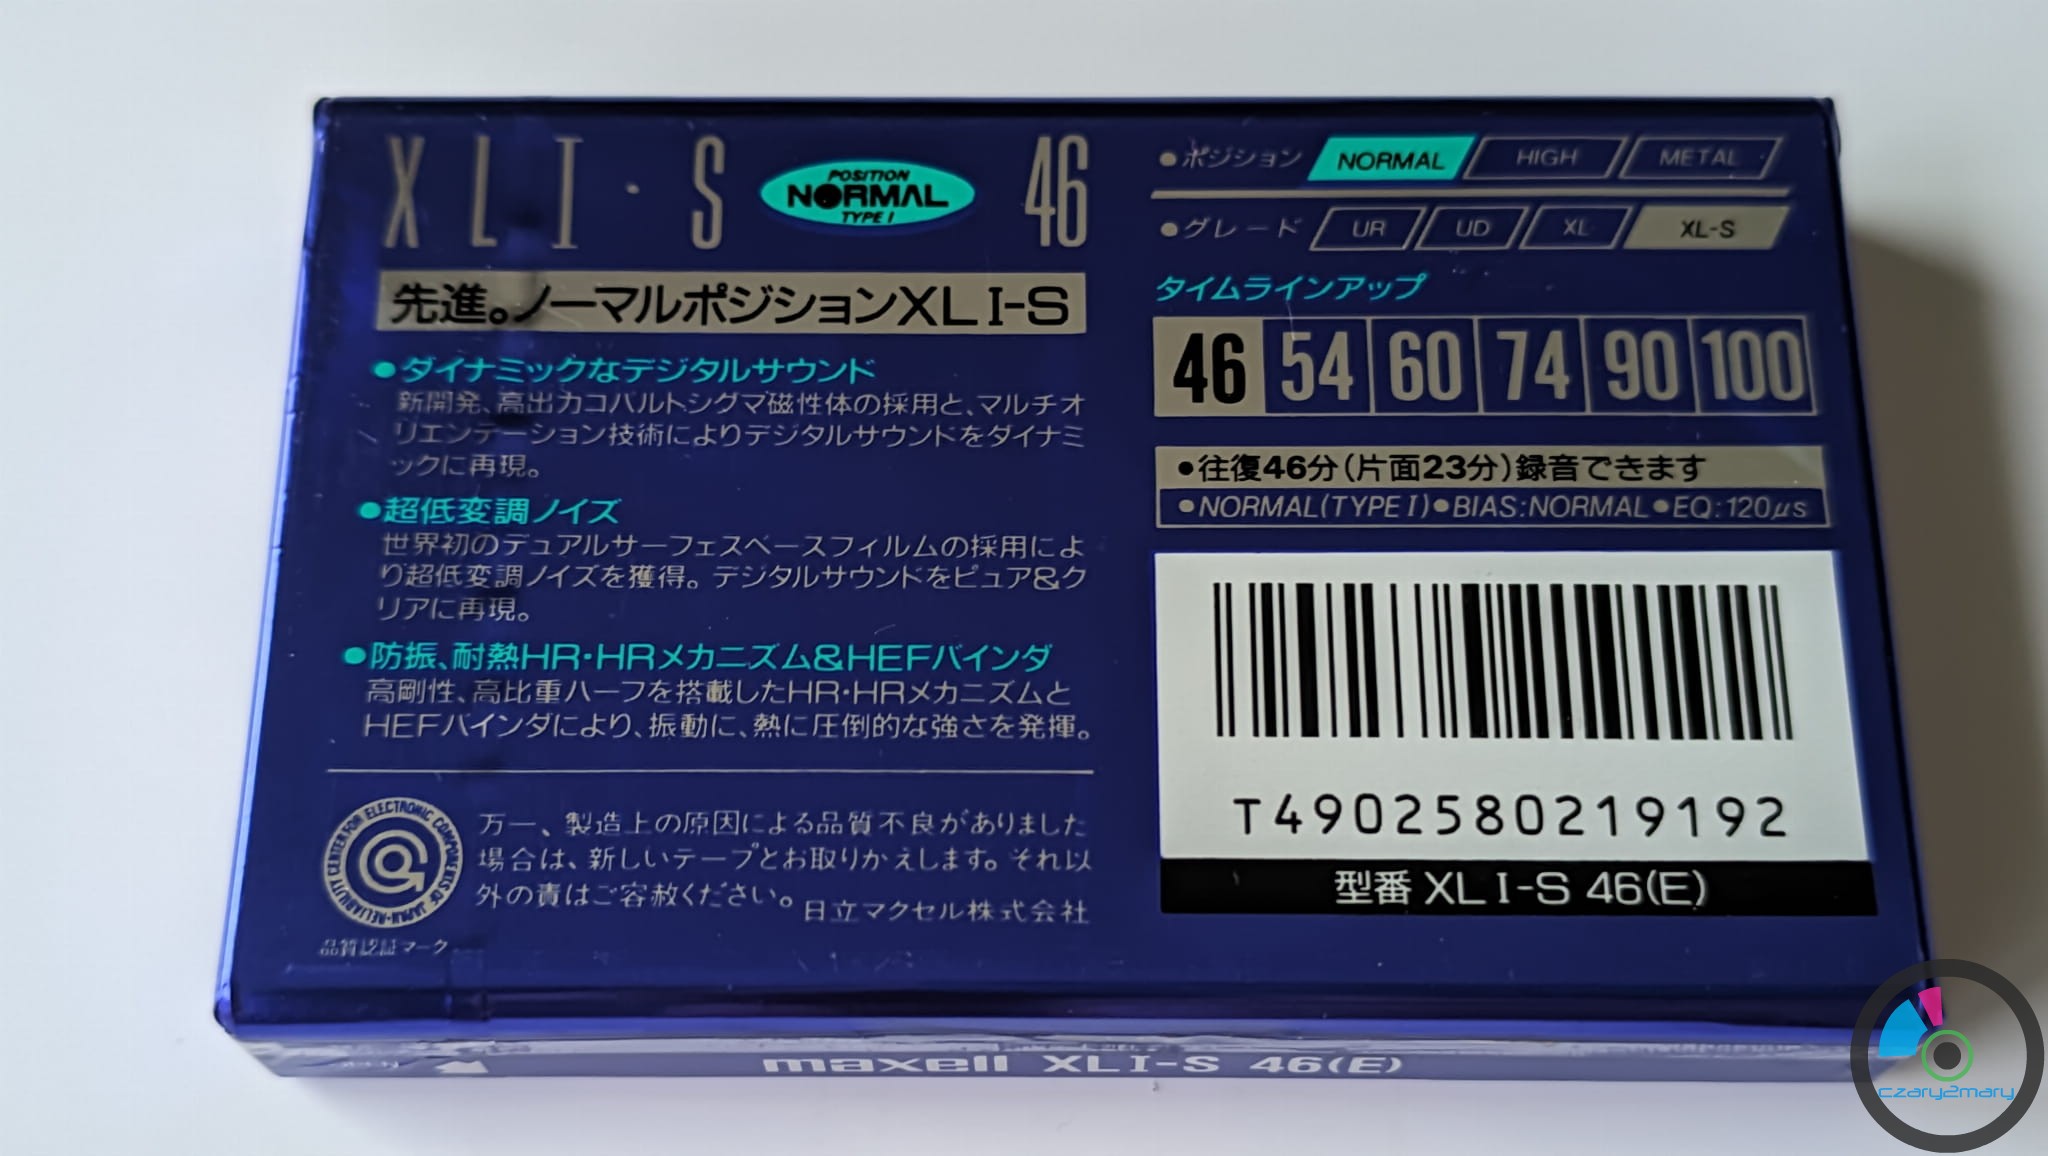 XLI·S
POSITION
NORMAL
TYPE I
46
先進。ノーマルポジションXLI-S
●ダイナミックなデジタルサウンド
新開発、高出力コバルトシグマ磁性体の採用と、マルチオ
リエンテーション技術によりデジタルサウンドをダイナミ
ックに再現。
●超低変調ノイズ
世界初のデュアルサーフェスベースフィルムの採用によ
り超低変調ノイズを獲得。デジタルサウンドをピュア&ク
リアに再現。
●防振、耐熱HR・HRメカニズム&HEFバインダ
高剛性、高比重ハーフを搭載したHR・HRメカニズムと
HEFバインダにより、振動に、熱に圧倒的な強さを発揮。
RELIABILITY CENTER FOR ELECTRONIC COMPONENTS OF JAPAN
品質認証マーク
万一、製造上の原因による品質不良がありました
場合は、新しいテープとお取りかえします。それ以
外の責はご容赦ください。
日立マクセル株式会社
●ポジション NORMAL HIGH METAL
●グレード UR UD XL XL-S
タイムラインアップ
46 54 60 74 90 100
●往復46分(片面23分)録音できます
●NORMAL(TYPE I)●BIAS:NORMAL●EQ:120μs
T4902580219192
型番 XLI-S 46(E)
maxell XLI-S 46(E)
czary2mary